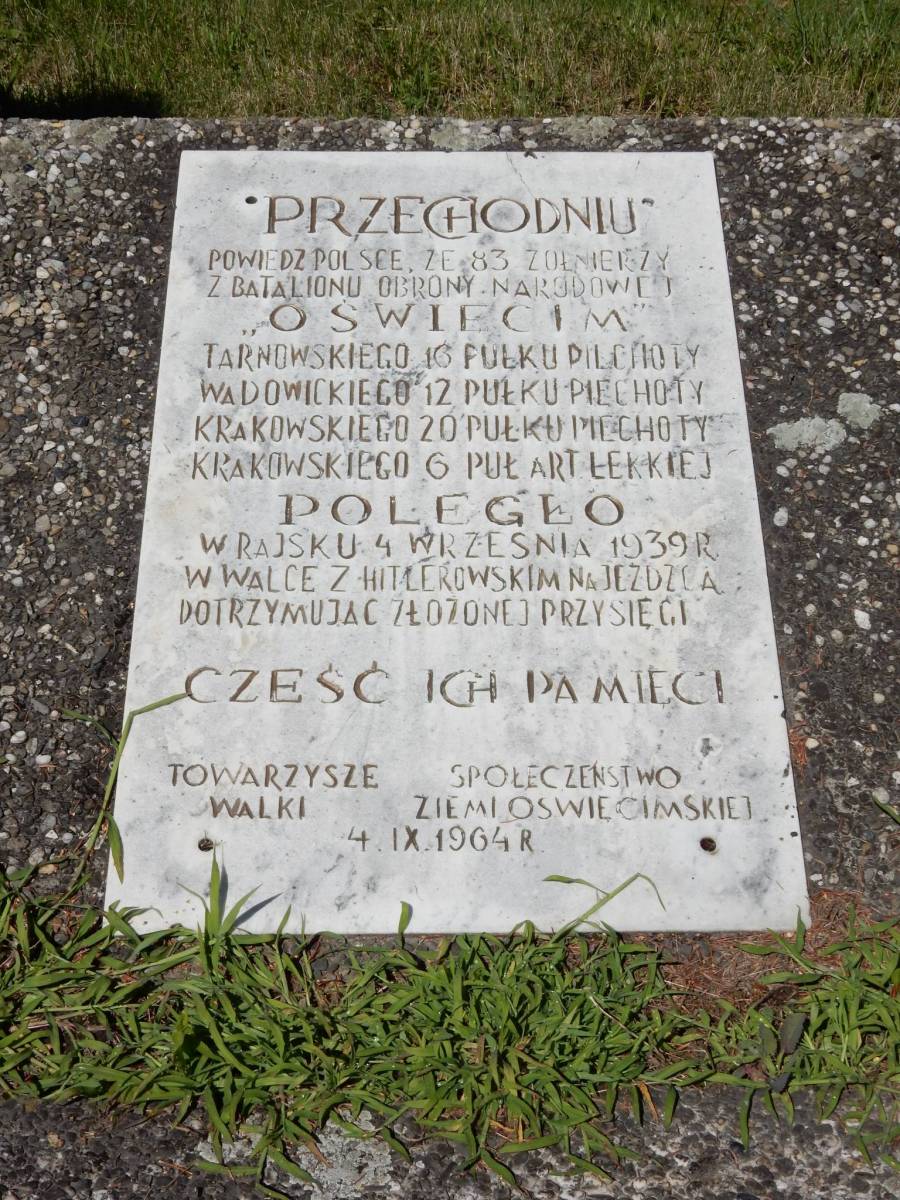 PRZECHODNIU
POWIEDZ POLSCE, ŻE 83 ŻOŁNIERZY
Z BATALIONU OBRONY NARODOWEJ
„OŚWIĘCIM”
TARNOWSKIEGO 16 PUŁKU PIECHOTY
WADOWICKIEGO 12 PUŁKU PIECHOTY
KRAKOWSKIEGO 20 PUŁKU PIECHOTY
KRAKOWSKIEGO 6 PUŁ ART. LEKKIEJ
POLEGŁO
W RAJSKU 4 WRZEŚNIA 1939 R.
W WALCE Z HITLEROWSKIM NAJEŹDŹCĄ
DOTRZYMUJĄC ZŁOŻONEJ PRZYSIĘGI
CZEŚĆ ICH PAMIĘCI
TOWARZYSZE SPOŁECZEŃSTWO
WALKI ZIEMI OŚWIĘCIMSKIEJ
4.IX.1964 R